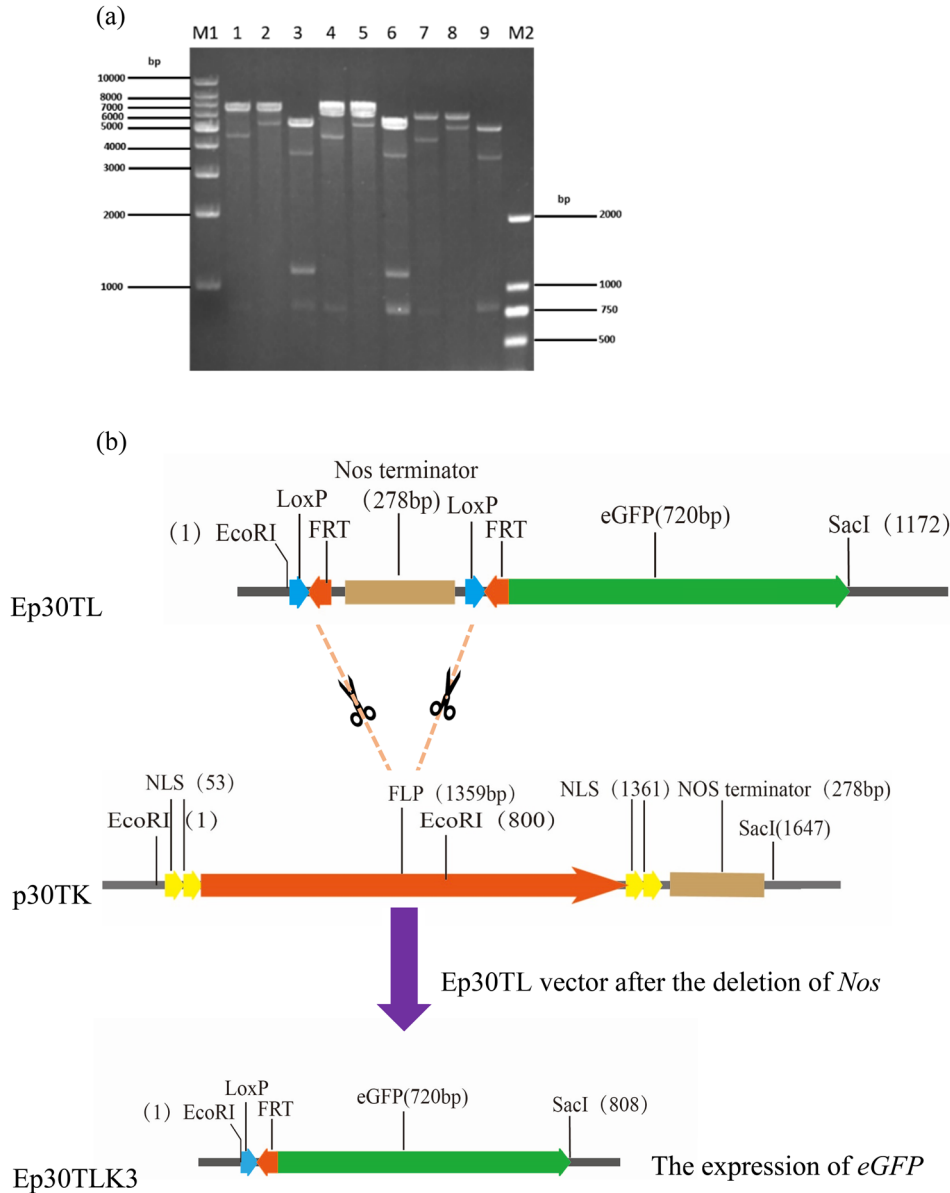 (a)
M1 1 2 3 4 5 6 7 8 9 M2
bp
10000
8000
7000
6000
5000
4000
3000
2000
1000
bp
2000
1000
750
500
(b)
Nos terminator
(278bp)
LoxP
LoxP
eGFP(720bp)
SacI（1172）
（1）EcoRI
FRT
FRT
Ep30TL
NLS（53）
FLP（1359bp）
NLS（1361）
NOS terminator（278bp）
EcoRI（1）
EcoRI（800）
SacI(1647)
p30TK
Ep30TL vector after the deletion of Nos
LoxP
eGFP(720bp)
（1）EcoRI
FRT
SacI（808）
Ep30TLK3
The expression of eGFP